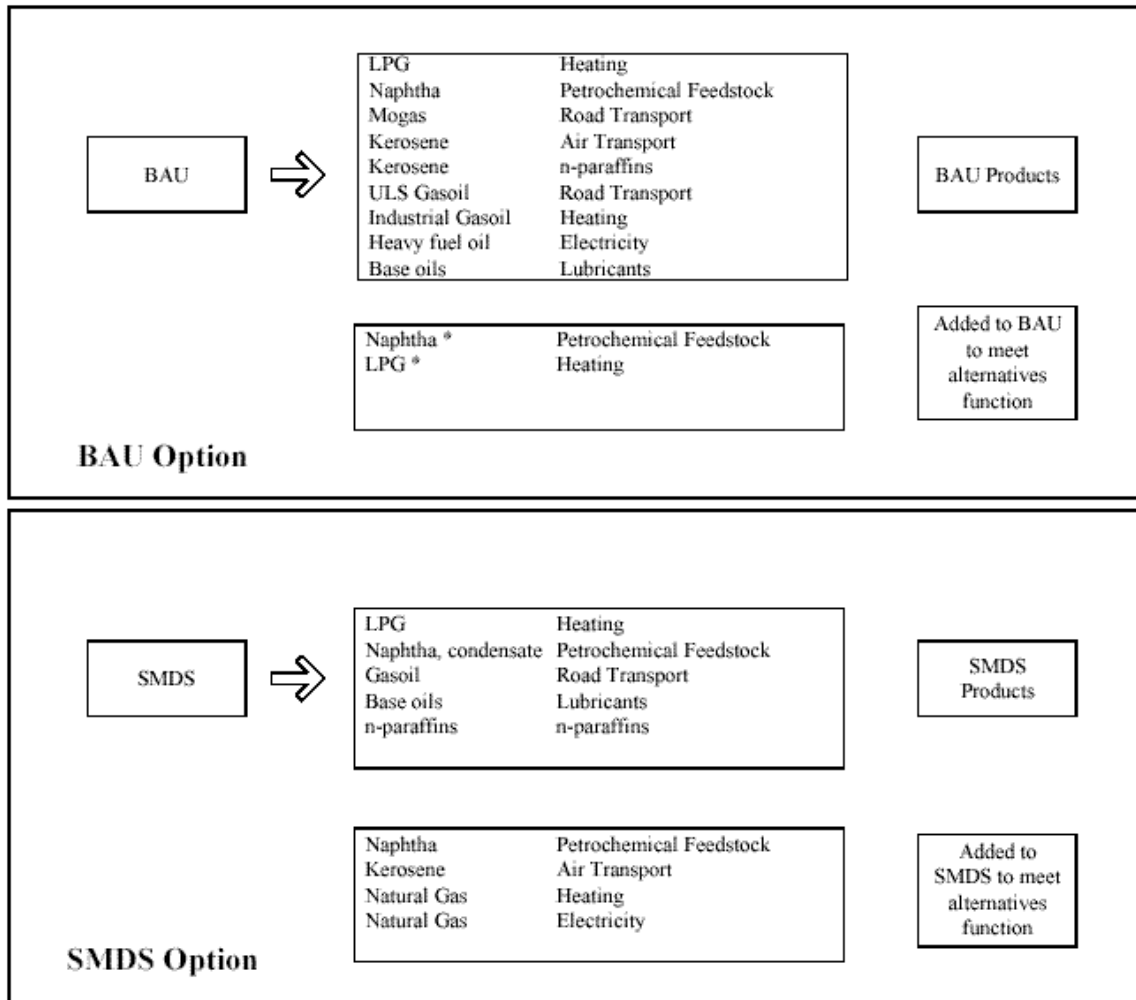 LPG Heating
Naphtha Petrochemical Feedstock
Mogas Road Transport
Kerosene Air Transport
Kerosene n-paraffins
ULS Gasoil Road Transport
Industrial Gasoil Heating
Heavy fuel oil Electricity
Base oils Lubricants
BAU
BAU Products
Naphtha * Petrochemical Feedstock
LPG * Heating
Added to BAU
to meet
alternatives
function
BAU Option
LPG Heating
Naphtha, condensate Petrochemical Feedstock
Gasoil Road Transport
Base oils Lubricants
n-paraffins n-paraffins
SMDS
SMDS
Products
Naphtha Petrochemical Feedstock
Kerosene Air Transport
Natural Gas Heating
Natural Gas Electricity
Added to
SMDS to meet
alternatives
function
SMDS Option